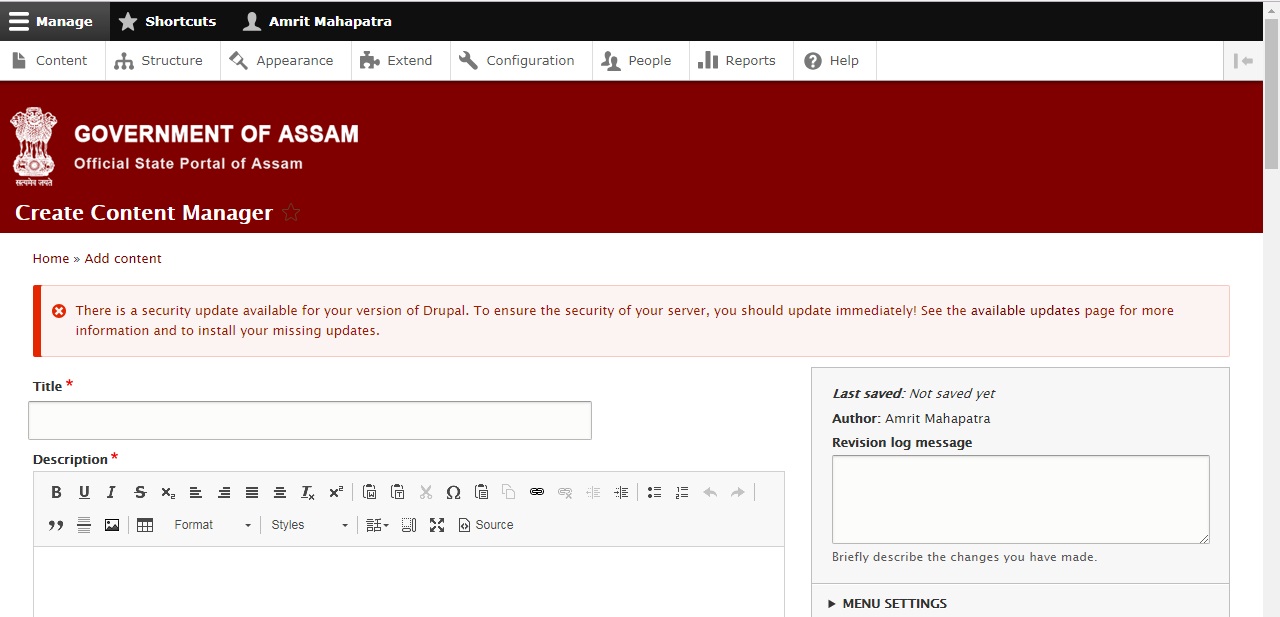 Manage Shortcuts Amrit Mahapatra
Content Structure Appearance Extend Configuration People Reports Help
GOVERNMENT OF ASSAM
Official State Portal of Assam
सत्यमेव जयते
Create Content Manager
Home » Add content
There is a security update available for your version of Drupal. To ensure the security of your server, you should update immediately! See the available updates page for more
information and to install your missing updates.
Title *
Description *
Format Styles Source
Last saved: Not saved yet
Author: Amrit Mahapatra
Revision log message
Briefly describe the changes you have made.
MENU SETTINGS